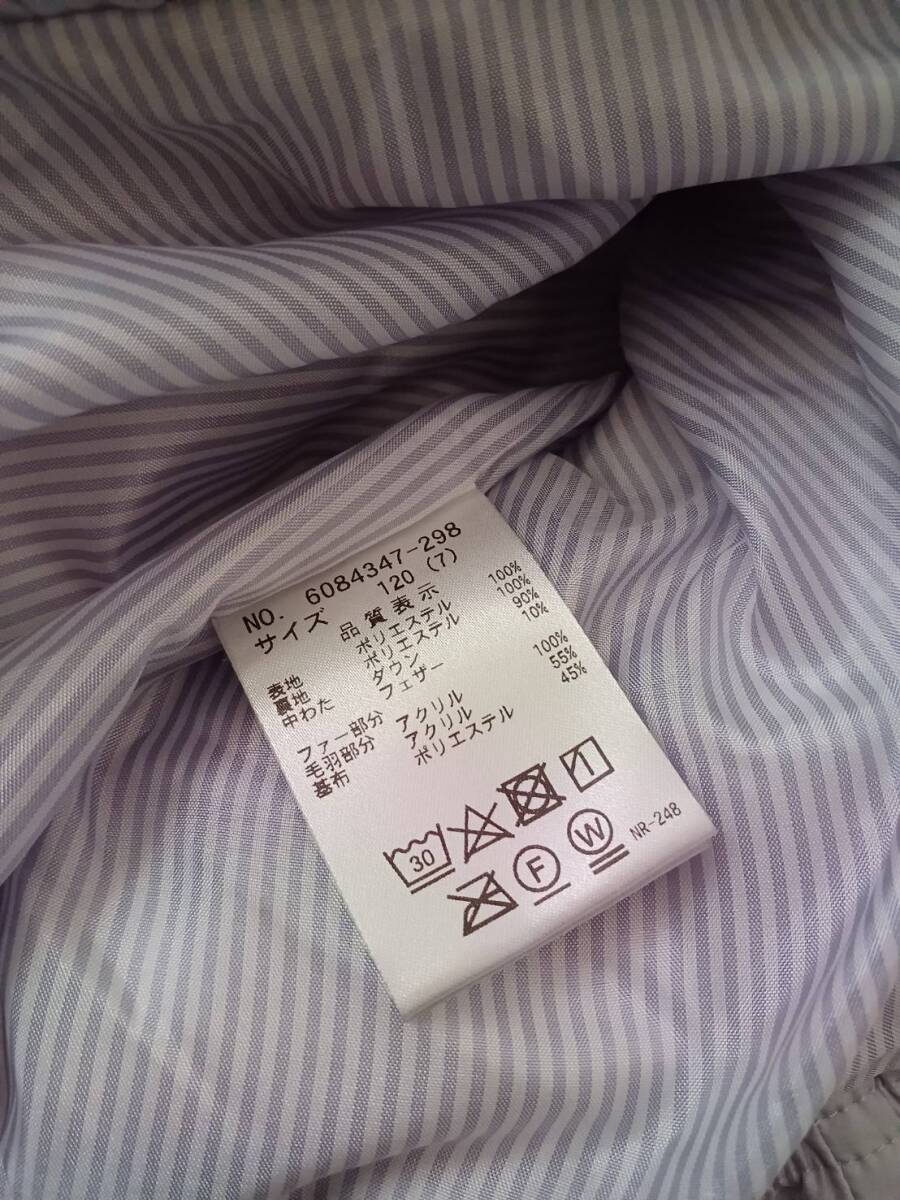 NO. 6084347-298
サイズ 120 (7)
品質表示
表地 ポリエステル 100%
裏地 ポリエステル 100%
中わた ダウン 90%
フェザー 10%
ファー部分
毛羽部分 アクリル 100%
アクリル 55%
基布 ポリエステル 45%
30
F
W
NR-248